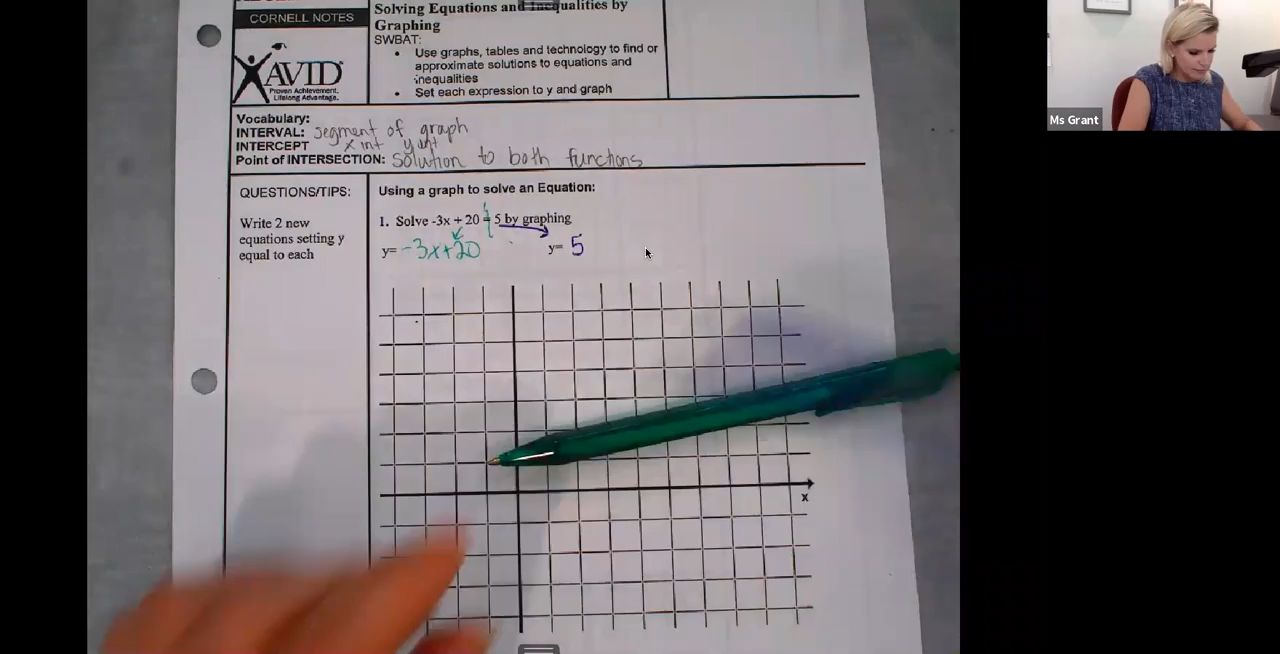 CORNELL NOTES
Solving Equations and Inequalities by
Graphing
SWBAT:
Use graphs, tables and technology to find or
approximate solutions to equations and
inequalities
Set each expression to y and graph
AVID
Proven Achievement.
Lifelong Advantage.
Vocabulary:
INTERVAL: segment of graph
INTERCEPT x int y int
Point of INTERSECTION: solution to both functions
QUESTIONS/TIPS:
Write 2 new
equations setting y
equal to each
Using a graph to solve an Equation:
1. Solve -3x + 20 = 5 by graphing
y= -3x+20 y= 5
x
Ms Grant